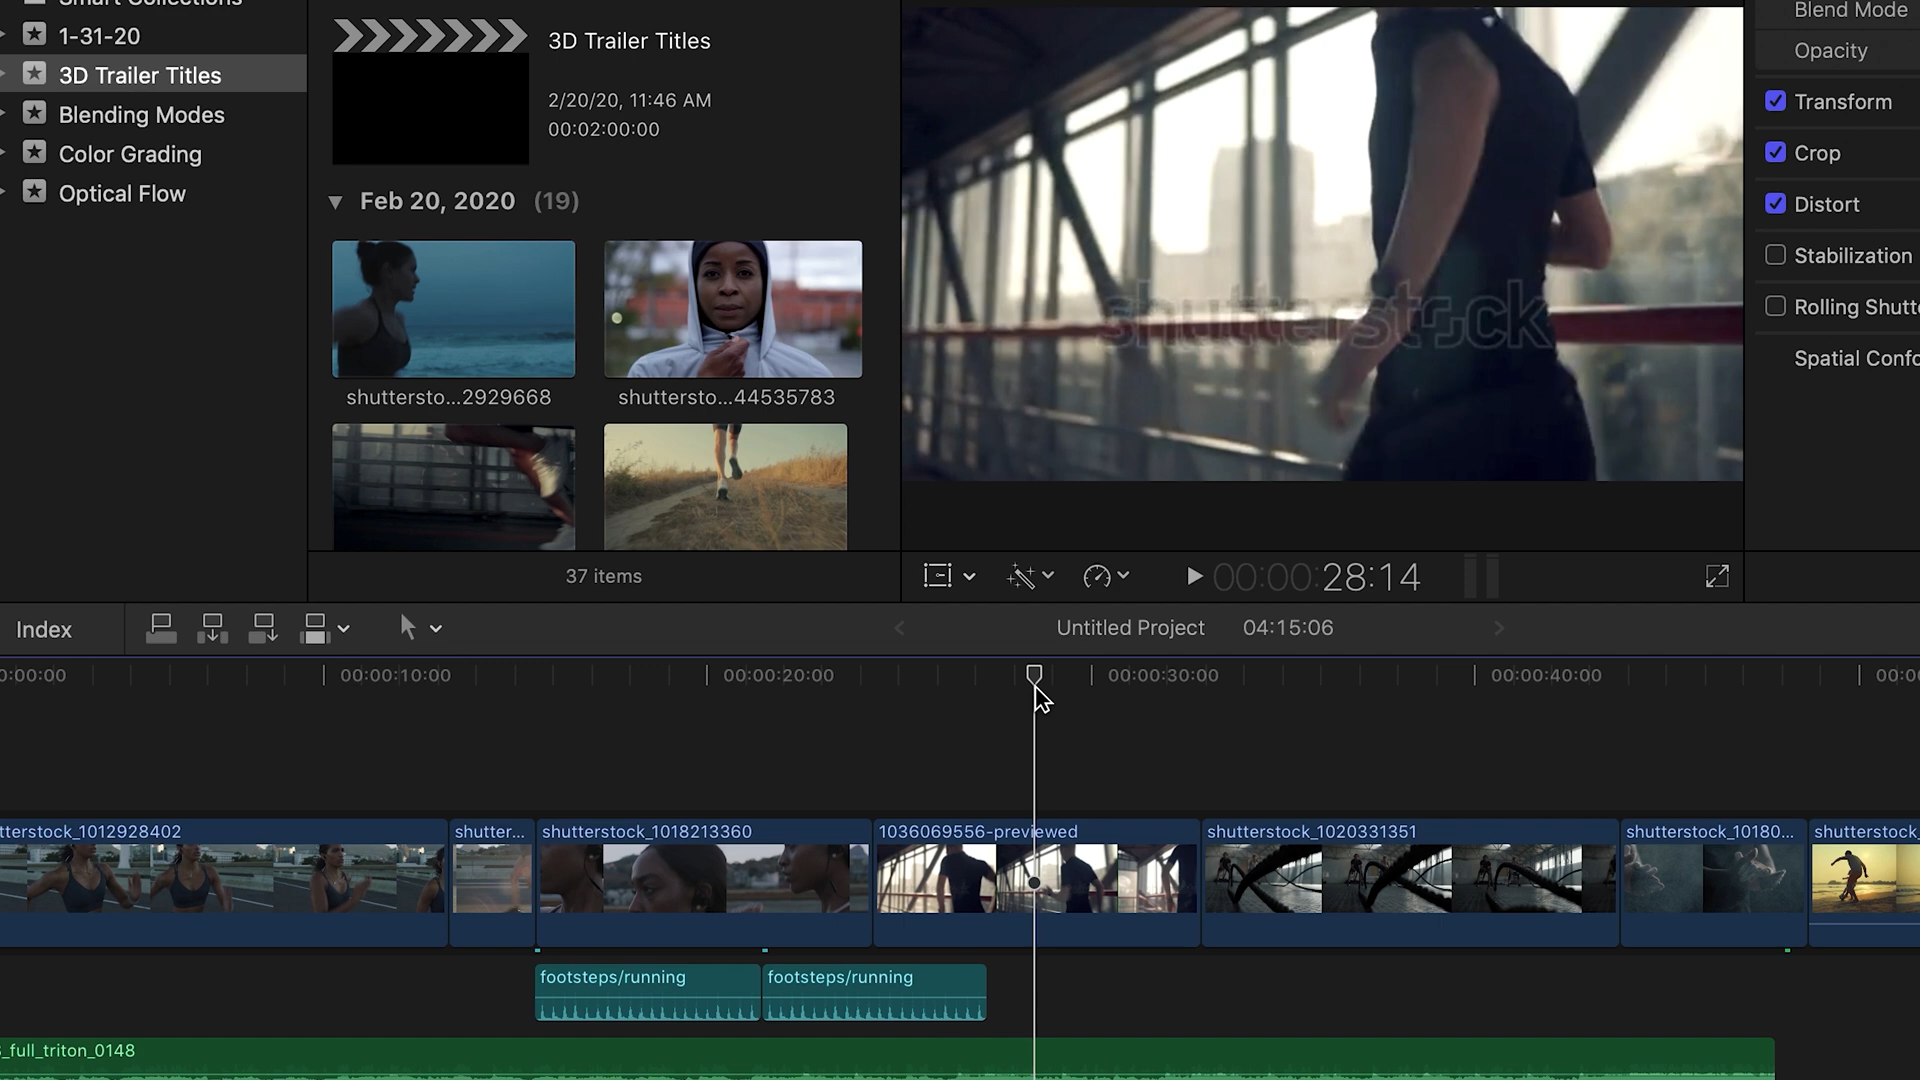 Smart Collections
1-31-20
3D Trailer Titles
Blending Modes
Color Grading
Optical Flow
3D Trailer Titles
2/20/20, 11:46 AM
00:02:00:00
Feb 20, 2020 (19)
shuttersto...2929668
shuttersto...44535783
37 items
shutterstock
00:00:28:14
Blend Mode
Opacity
Transform
Crop
Distort
Stabilization
Rolling Shutt
Spatial Confo
Index
Untitled Project 04:15:06
0:00:00
00:00:10:00
00:00:20:00
00:00:30:00
00:00:40:00
00:00
tterstock_1012928402
shutter...
shutterstock_1018213360
1036069556-previewed
shutterstock_1020331351
shutterstock_10180...
shutterstock_
footsteps/running
footsteps/running
_full_triton_0148